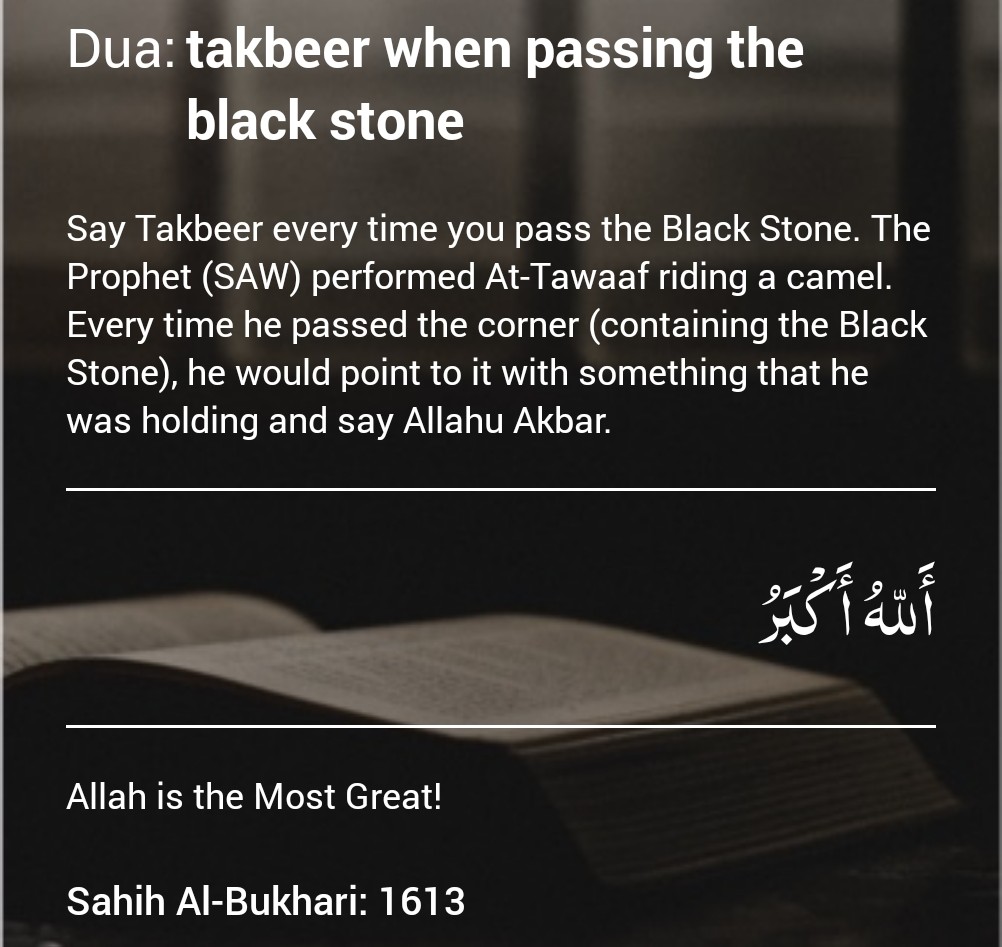 Dua: takbeer when passing the
black stone
Say Takbeer every time you pass the Black Stone. The
Prophet (SAW) performed At-Tawaaf riding a camel.
Every time he passed the corner (containing the Black
Stone), he would point to it with something that he
was holding and say Allahu Akbar.
أَللّٰهُ أَكْبَرُ
Allah is the Most Great!
Sahih Al-Bukhari: 1613